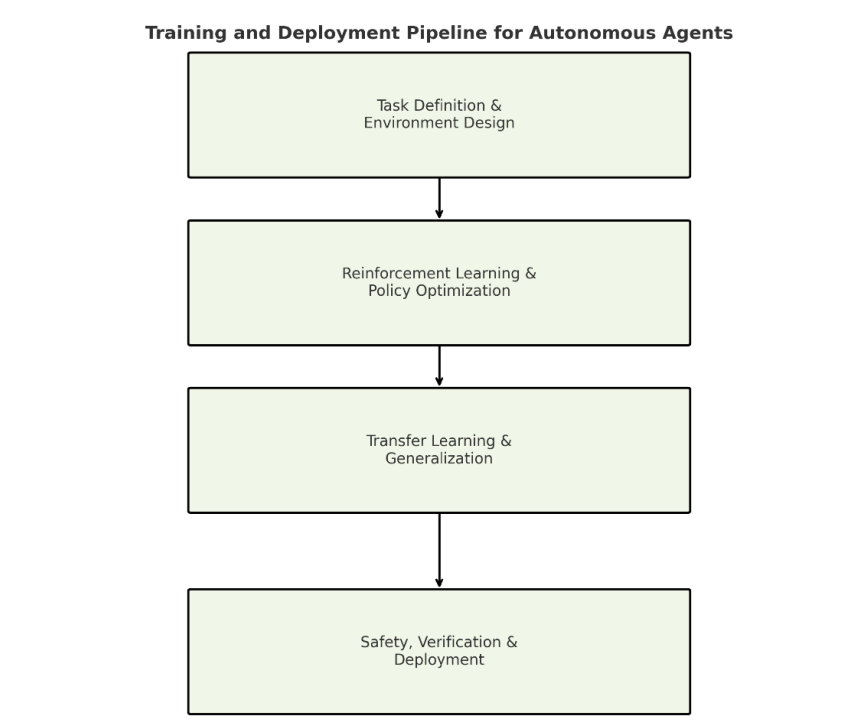 Training and Deployment Pipeline for Autonomous Agents
Task Definition &
Environment Design
Reinforcement Learning &
Policy Optimization
Transfer Learning &
Generalization
Safety, Verification &
Deployment